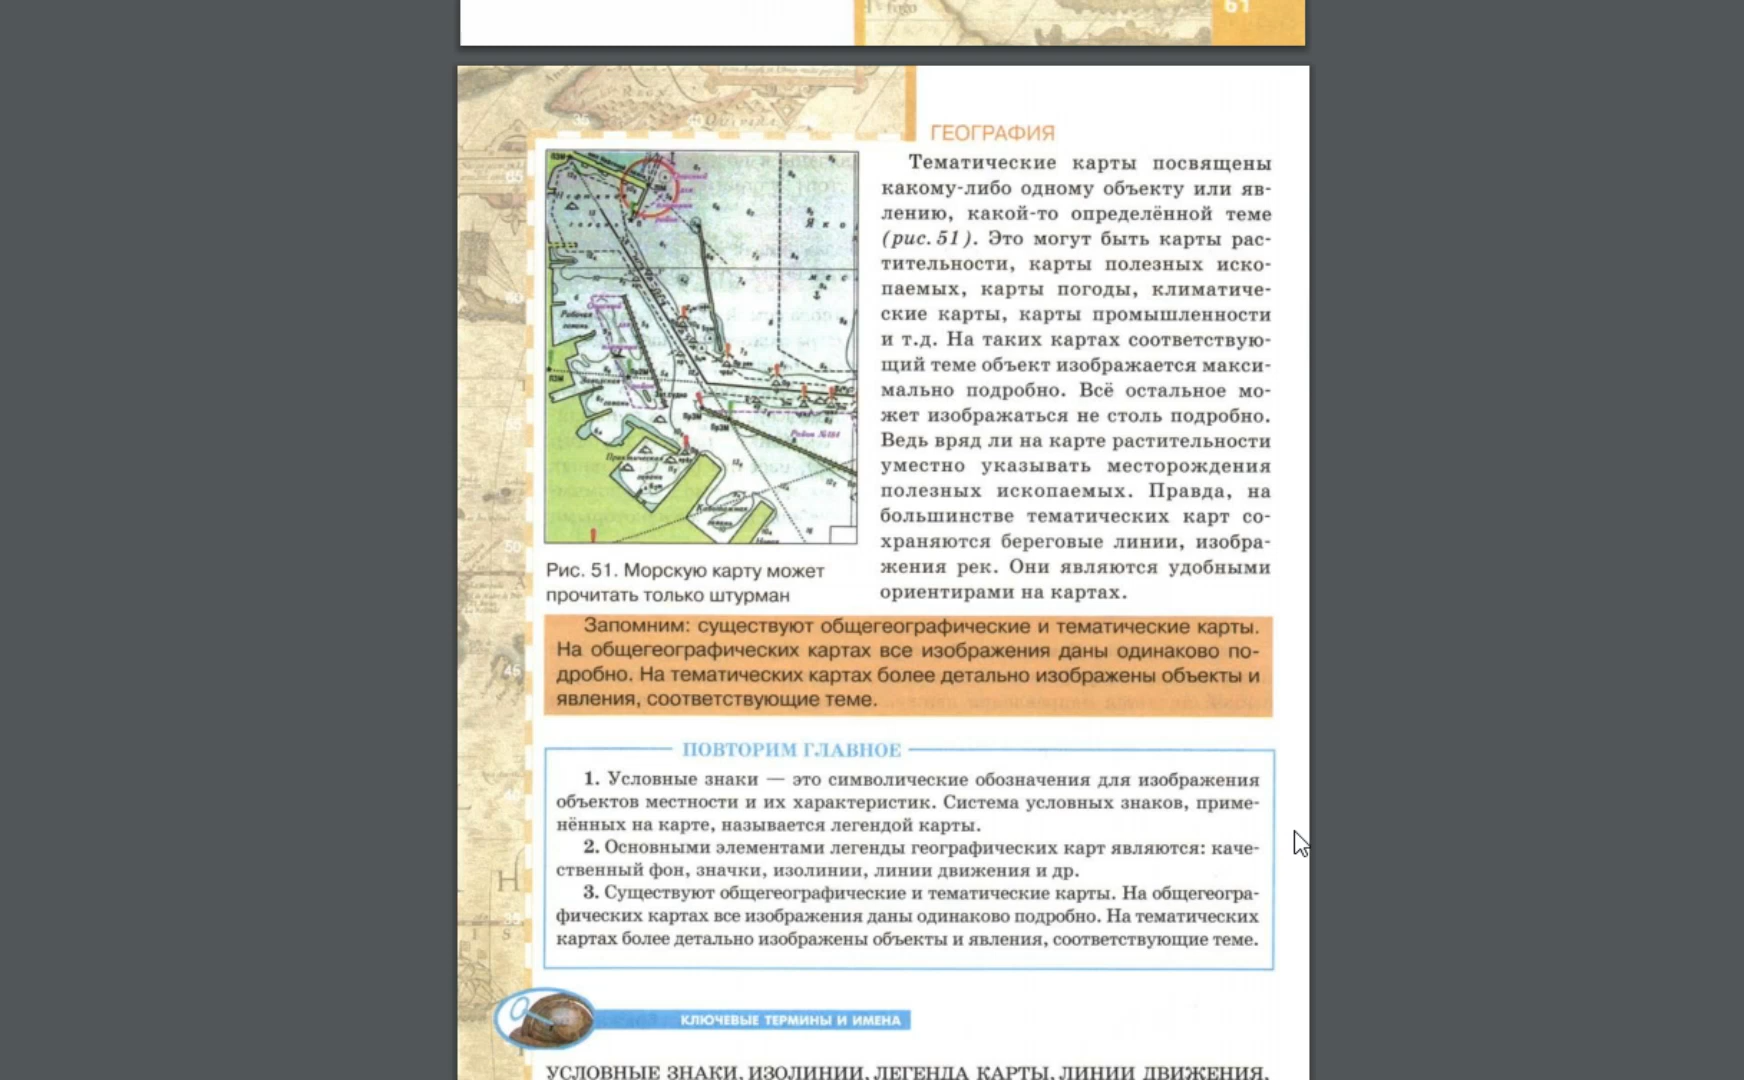 61
ГЕОГРАФИЯ
Тематические карты посвящены
какому-либо одному объекту или яв-
лению, какой-то определённой теме
(рис. 51). Это могут быть карты рас-
тительности, карты полезных иско-
паемых, карты погоды, климатиче-
ские карты, карты промышленности
и т.д. На таких картах соответствую-
щий теме объект изображается макси-
мально подробно. Всё остальное мо-
жет изображаться не столь подробно.
Ведь вряд ли на карте растительности
уместно указывать месторождения
полезных ископаемых. Правда, на
большинстве тематических карт со-
храняются береговые линии, изобра-
жения рек. Они являются удобными
ориентирами на картах.
Рис. 51. Морскую карту может
прочитать только штурман
Запомним: существуют общегеографические и тематические карты.
На общегеографических картах все изображения даны одинаково по-
дробно. На тематических картах более детально изображены объекты и
явления, соответствующие теме.
ПОВТОРИМ ГЛАВНОЕ
1. Условные знаки — это символические обозначения для изображения
объектов местности и их характеристик. Система условных знаков, приме-
нённых на карте, называется легендой карты.
2. Основными элементами легенды географических карт являются: каче-
ственный фон, значки, изолинии, линии движения и др.
3. Существуют общегеографические и тематические карты. На общегеогра-
фических картах все изображения даны одинаково подробно. На тематических
картах более детально изображены объекты и явления, соответствующие теме.
КЛЮЧЕВЫЕ ТЕРМИНЫ И ИМЕНА
УСЛОВНЫЕ ЗНАКИ, ИЗОЛИНИИ, ЛЕГЕНДА КАРТЫ, ЛИНИИ ДВИЖЕНИЯ,